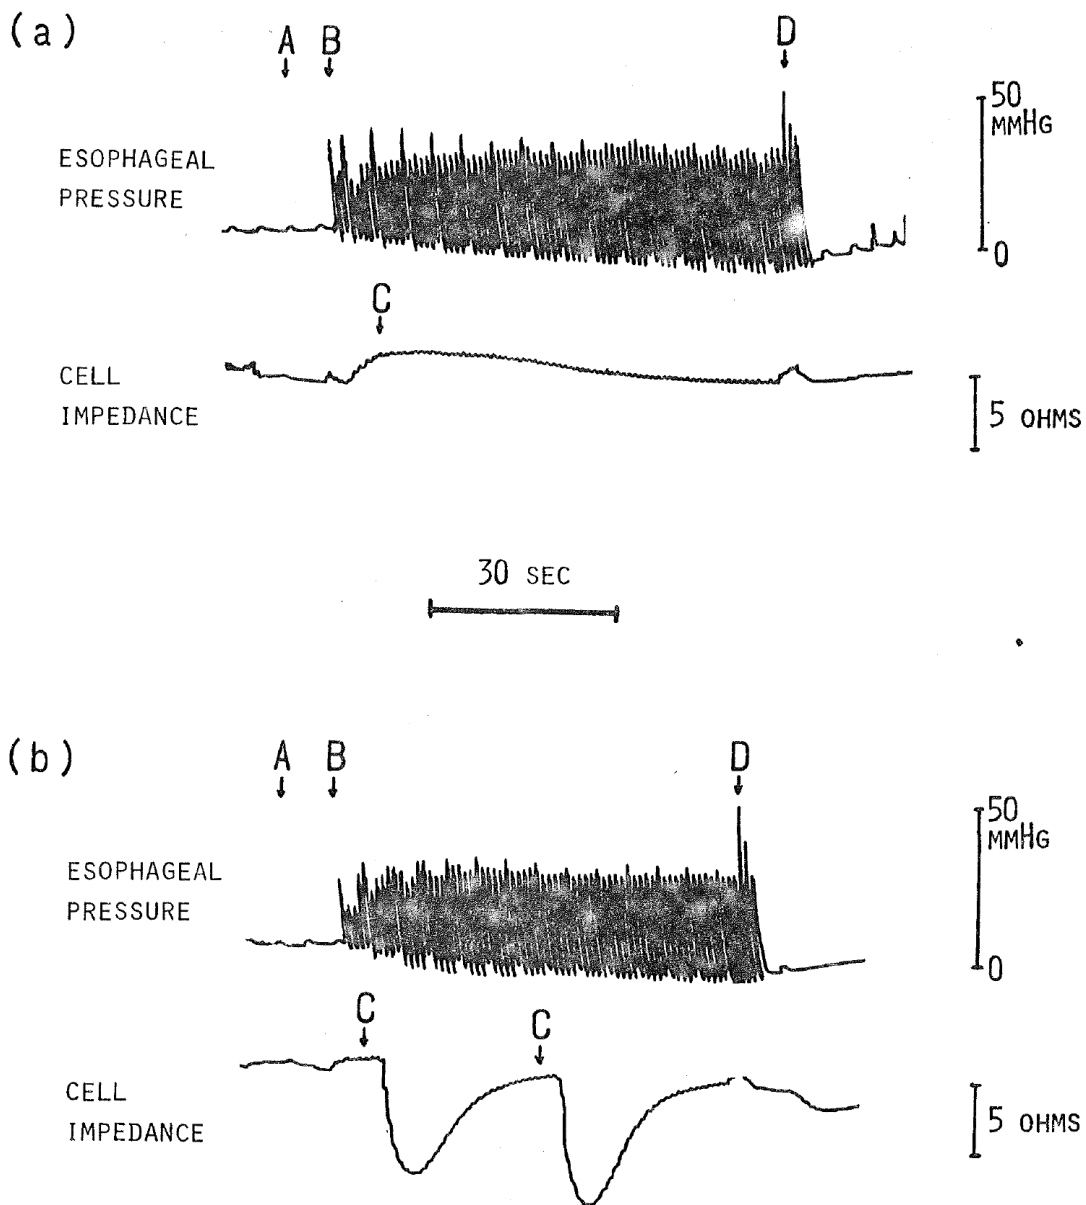 (a)
A B D
50
MMHG
0
ESOPHAGEAL
PRESSURE
C
CELL
IMPEDANCE
5 OHMS
30 SEC
(b)
A B D
50
MMHG
0
ESOPHAGEAL
PRESSURE
C C
CELL
IMPEDANCE
5 OHMS